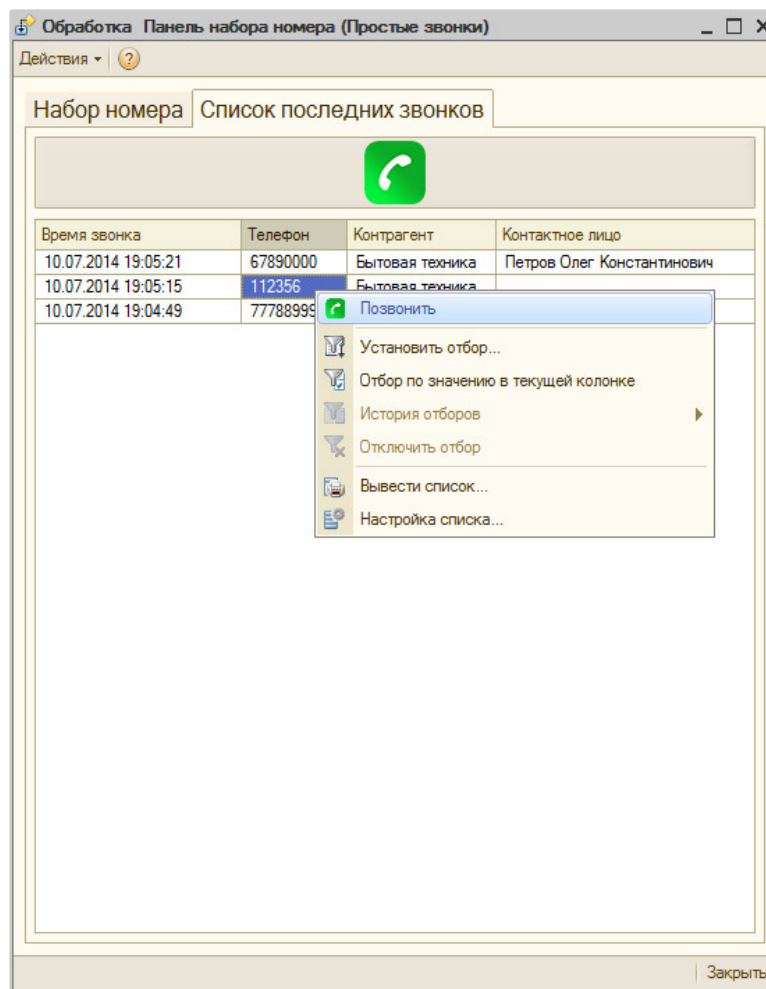 Обработка Панель набора номера (Простые звонки)
Действия
Набор номера Список последних звонков
Время звонка Телефон Контрагент Контактное лицо
10.07.2014 19:05:21 67890000 Бытовая техника Петров Олег Константинович
10.07.2014 19:05:15 112356 Бытовая техника
10.07.2014 19:04:49 77788999
Позвонить
Установить отбор...
Отбор по значению в текущей колонке
История отборов
Отключить отбор
Вывести список...
Настройка списка...
Закрыть